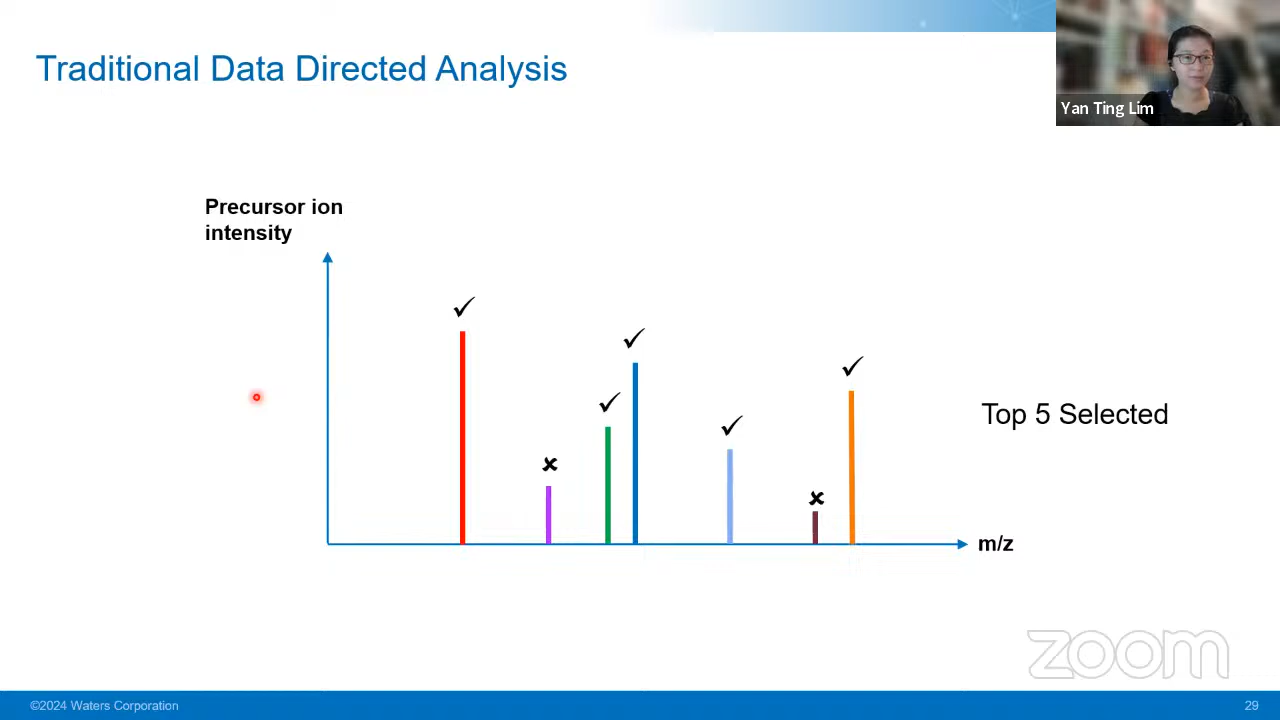 Traditional Data Directed Analysis
Yan Ting Lim
Precursor ion
intensity
Top 5 Selected
m/z
zoom
©2024 Waters Corporation
29